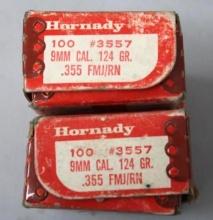 Hornady
100 #3557
9MM CAL. 124 GR.
.355 FMJ/RN
Hornady
100 #3557
9MM CAL. 124 GR.
.355 FMJ/RN